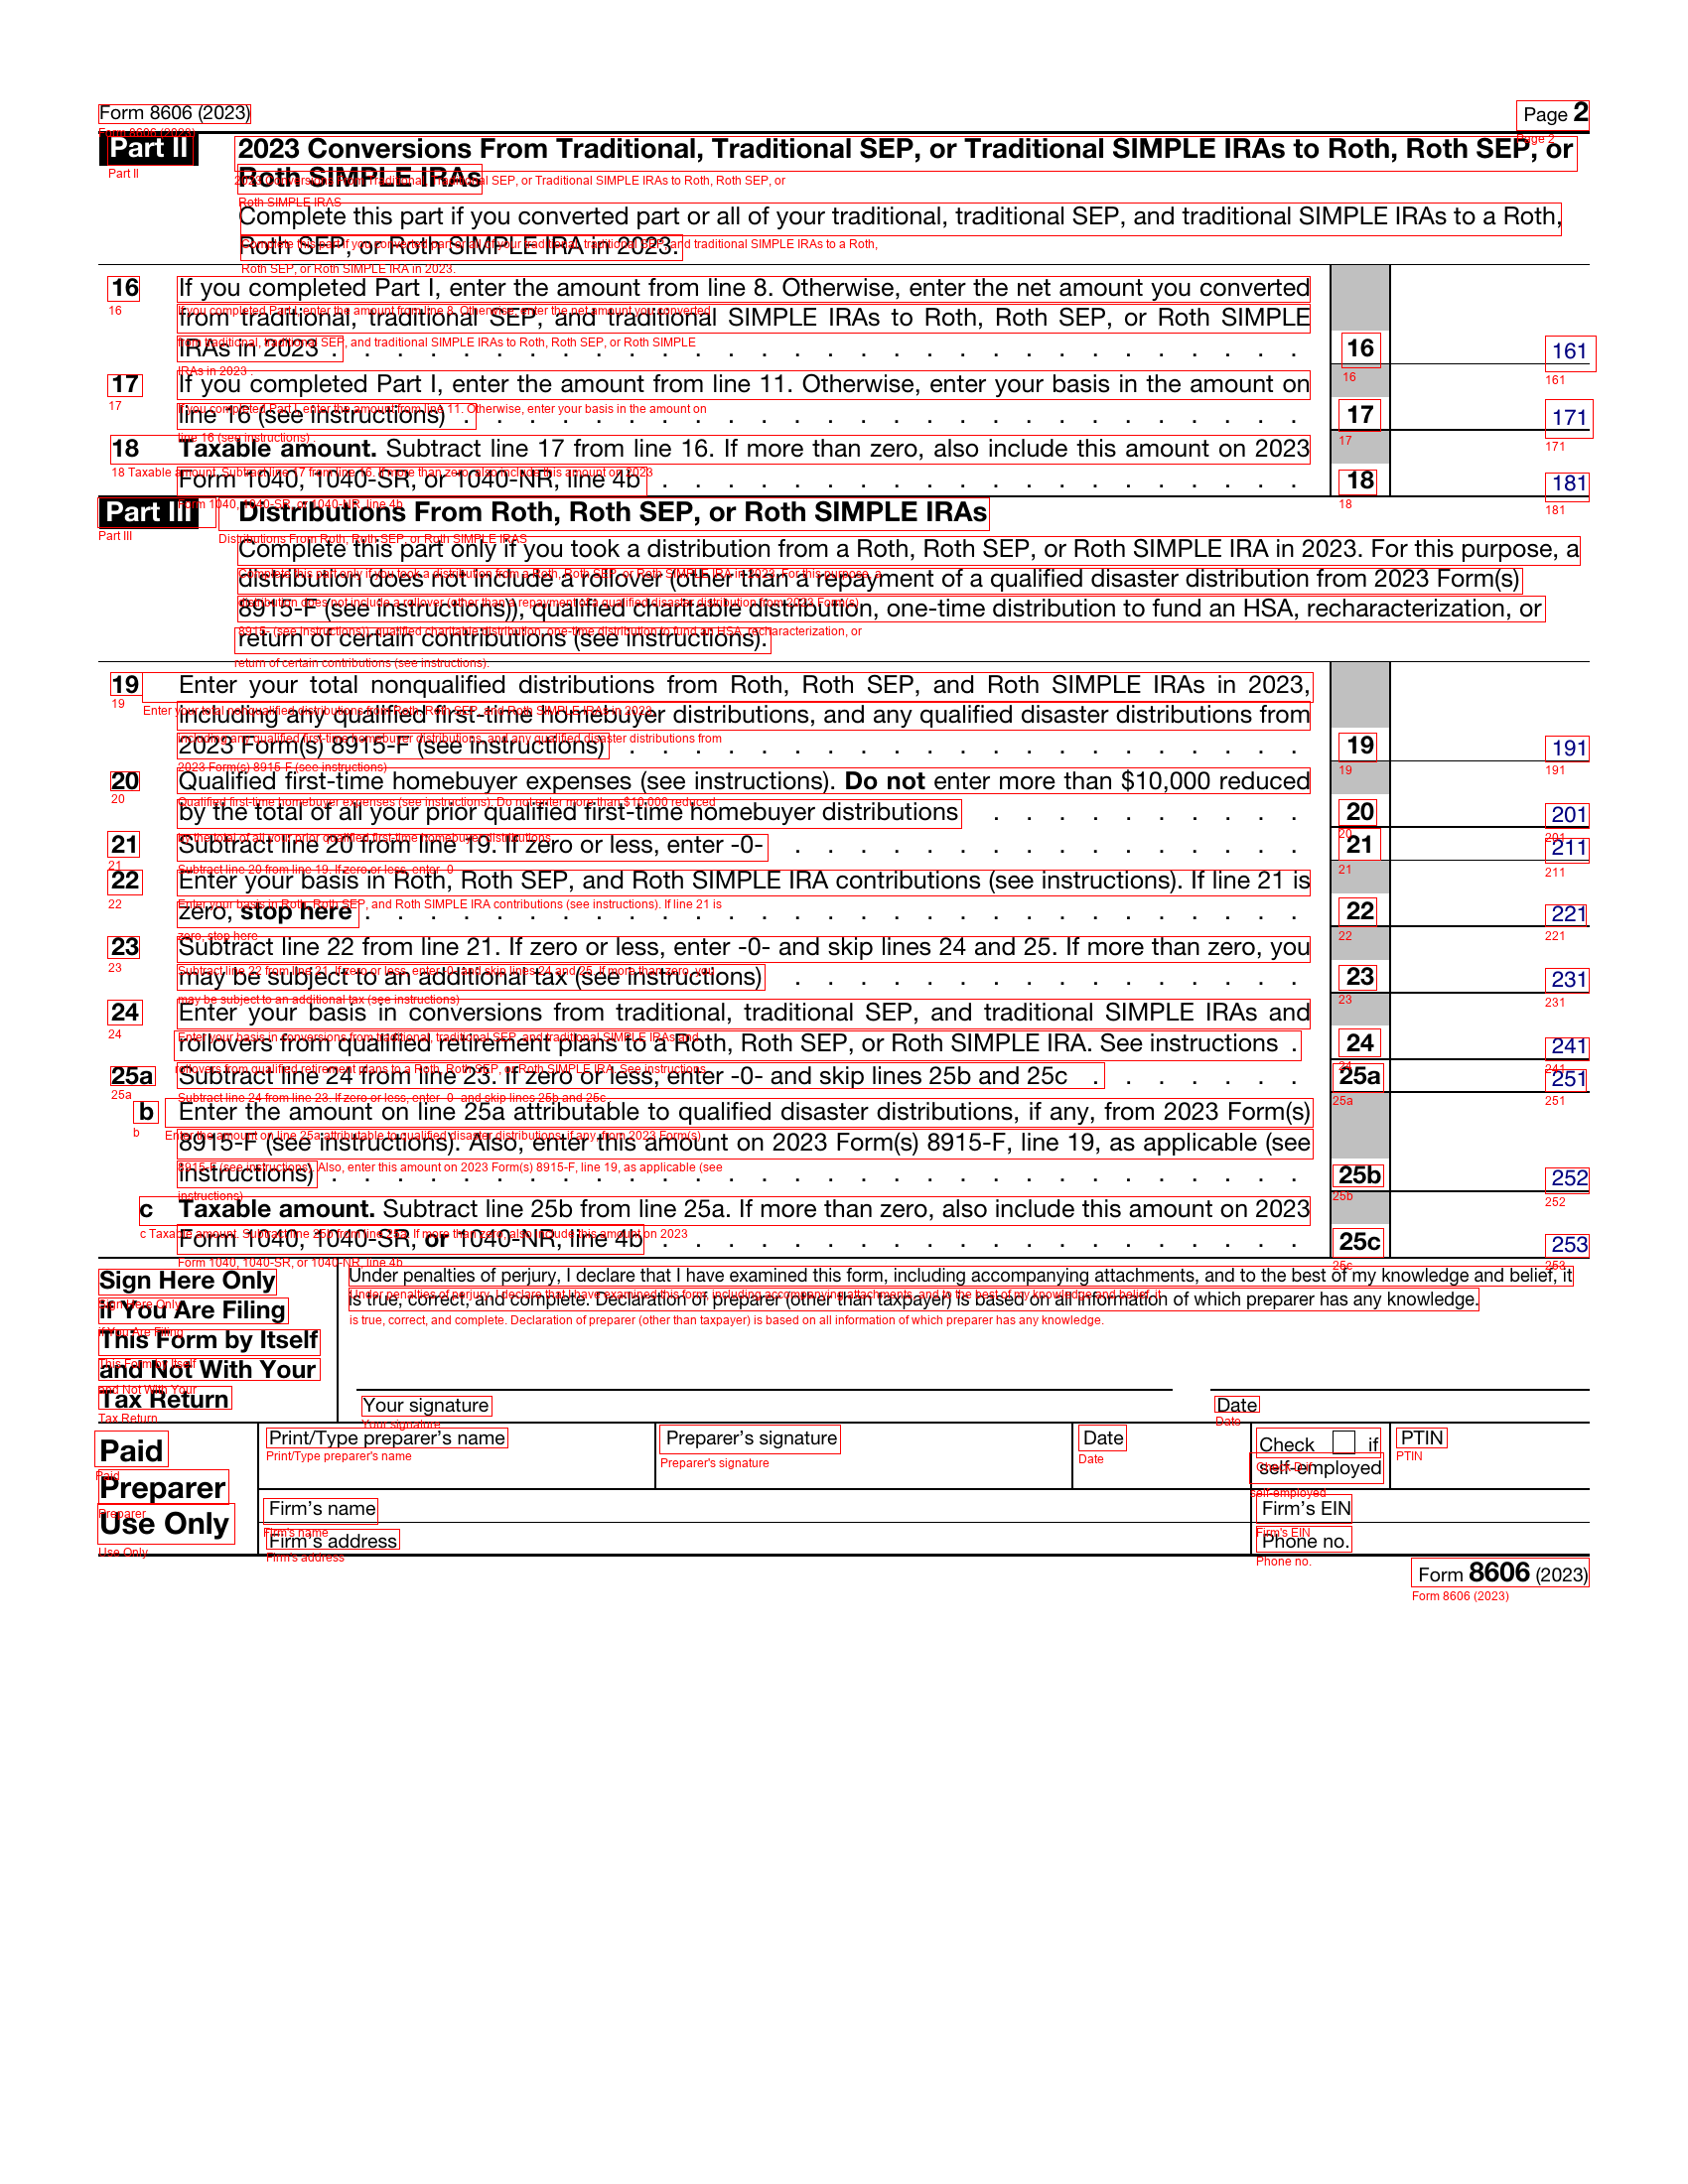 Form 8606 (2023) Page 2
Part II 2023 Conversions From Traditional, Traditional SEP, or Traditional SIMPLE IRAs to Roth, Roth SEP, or
Roth SIMPLE IRAs
Complete this part if you converted part or all of your traditional, traditional SEP, and traditional SIMPLE IRAs to a Roth,
Roth SEP, or Roth SIMPLE IRA in 2023.
16 If you completed Part I, enter the amount from line 8. Otherwise, enter the net amount you converted
from traditional, traditional SEP, and traditional SIMPLE IRAs to Roth, Roth SEP, or Roth SIMPLE
IRAs in 2023 . 16 161
17 If you completed Part I, enter the amount from line 11. Otherwise, enter your basis in the amount on
line 16 (see instructions) . 17 171
18 Taxable amount. Subtract line 17 from line 16. If more than zero, also include this amount on 2023
Form 1040, 1040-SR, or 1040-NR, line 4b . 18 181
Part III Distributions From Roth, Roth SEP, or Roth SIMPLE IRAs
Complete this part only if you took a distribution from a Roth, Roth SEP, or Roth SIMPLE IRA in 2023. For this purpose, a
distribution does not include a rollover (other than a repayment of a qualified disaster distribution from 2023 Form(s)
8915-F (see instructions)), qualified charitable distribution, one-time distribution to fund an HSA, recharacterization, or
return of certain contributions (see instructions).
19 Enter your total nonqualified distributions from Roth, Roth SEP, and Roth SIMPLE IRAs in 2023,
including any qualified first-time homebuyer distributions, and any qualified disaster distributions from
2023 Form(s) 8915-F (see instructions) . 19 191
20 Qualified first-time homebuyer expenses (see instructions). Do not enter more than $10,000 reduced
by the total of all your prior qualified first-time homebuyer distributions . 20 201
21 Subtract line 20 from line 19. If zero or less, enter -0- . 21 211
22 Enter your basis in Roth, Roth SEP, and Roth SIMPLE IRA contributions (see instructions). If line 21 is
zero, stop here . 22 221
23 Subtract line 22 from line 21. If zero or less, enter -0- and skip lines 24 and 25. If more than zero, you
may be subject to an additional tax (see instructions) . 23 231
24 Enter your basis in conversions from traditional, traditional SEP, and traditional SIMPLE IRAs and
rollovers from qualified retirement plans to a Roth, Roth SEP, or Roth SIMPLE IRA. See instructions . 24 241
25a Subtract line 24 from line 23. If zero or less, enter -0- and skip lines 25b and 25c . 25a 251
b Enter the amount on line 25a attributable to qualified disaster distributions, if any, from 2023 Form(s)
8915-F (see instructions). Also, enter this amount on 2023 Form(s) 8915-F, line 19, as applicable (see
instructions) . 25b 252
c Taxable amount. Subtract line 25b from line 25a. If more than zero, also include this amount on 2023
Form 1040, 1040-SR, or 1040-NR, line 4b . 25c 253
Sign Here Only
if You Are Filing
This Form by Itself
and Not With Your
Tax Return
Under penalties of perjury, I declare that I have examined this form, including accompanying attachments, and to the best of my knowledge and belief, it
is true, correct, and complete. Declaration of preparer (other than taxpayer) is based on all information of which preparer has any knowledge.
Your signature Date
Paid
Preparer
Use Only
Print/Type preparer's name Preparer's signature Date Check if
self-employed PTIN
Firm's name Firm's EIN
Firm's address Phone no.
Form 8606 (2023)